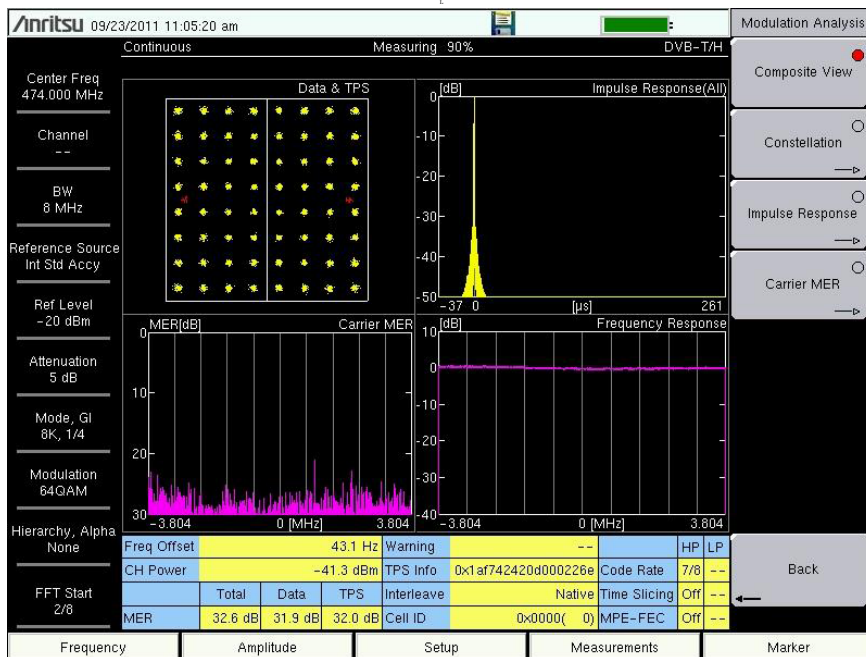 Anritsu 09/23/2011 11:05:20 am
Modulation Analysis
Continuous Measuring 90% DVB-T/H
Center Freq
474.000 MHz
Channel
--
BW
8 MHz
Reference Source
Int Std Accy
Ref Level
-20 dBm
Attenuation
5 dB
Mode, GI
8K, 1/4
Modulation
64QAM
Hierarchy, Alpha
None
FFT Start
2/8
Data & TPS
[dB] Impulse Response(All)
0
-10
-20
-30
-40
-50
-37 0 [µs] 261
MER[dB] Carrier MER
0
10
20
30
-3.804 0 [MHz] 3.804
[dB] Frequency Response
10
0
-10
-20
-30
-40
-3.804 0 [MHz] 3.804
Freq Offset 43.1 Hz Warning -- HP LP
CH Power -41.3 dBm TPS Info 0x1af742420d000226e Code Rate 7/8 --
Total Data TPS Interleave Native Time Slicing Off --
MER 32.6 dB 31.9 dB 32.0 dB Cell ID 0x0000( 0) MPE-FEC Off --
Composite View
Constellation
Impulse Response
Carrier MER
Back
Frequency Amplitude Setup Measurements Marker